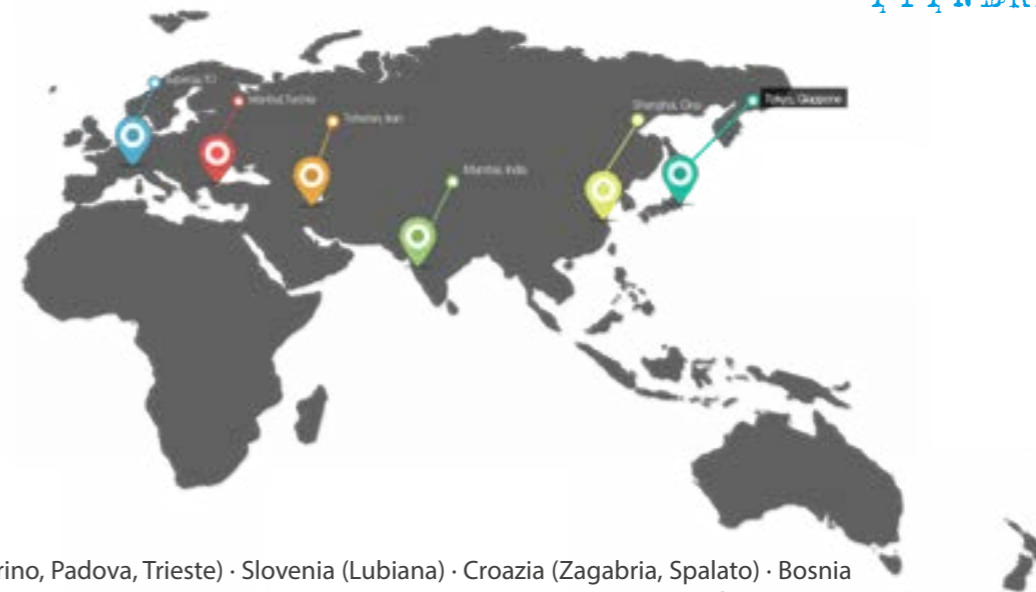 Istanbul, Turchia
Teheran, Iran
Mumbai, India
Shanghai, Cina
Tokyo, Giappone
rino, Padova, Trieste) · Slovenia (Lubiana) · Croazia (Zagabria, Spalato) · Bosnia